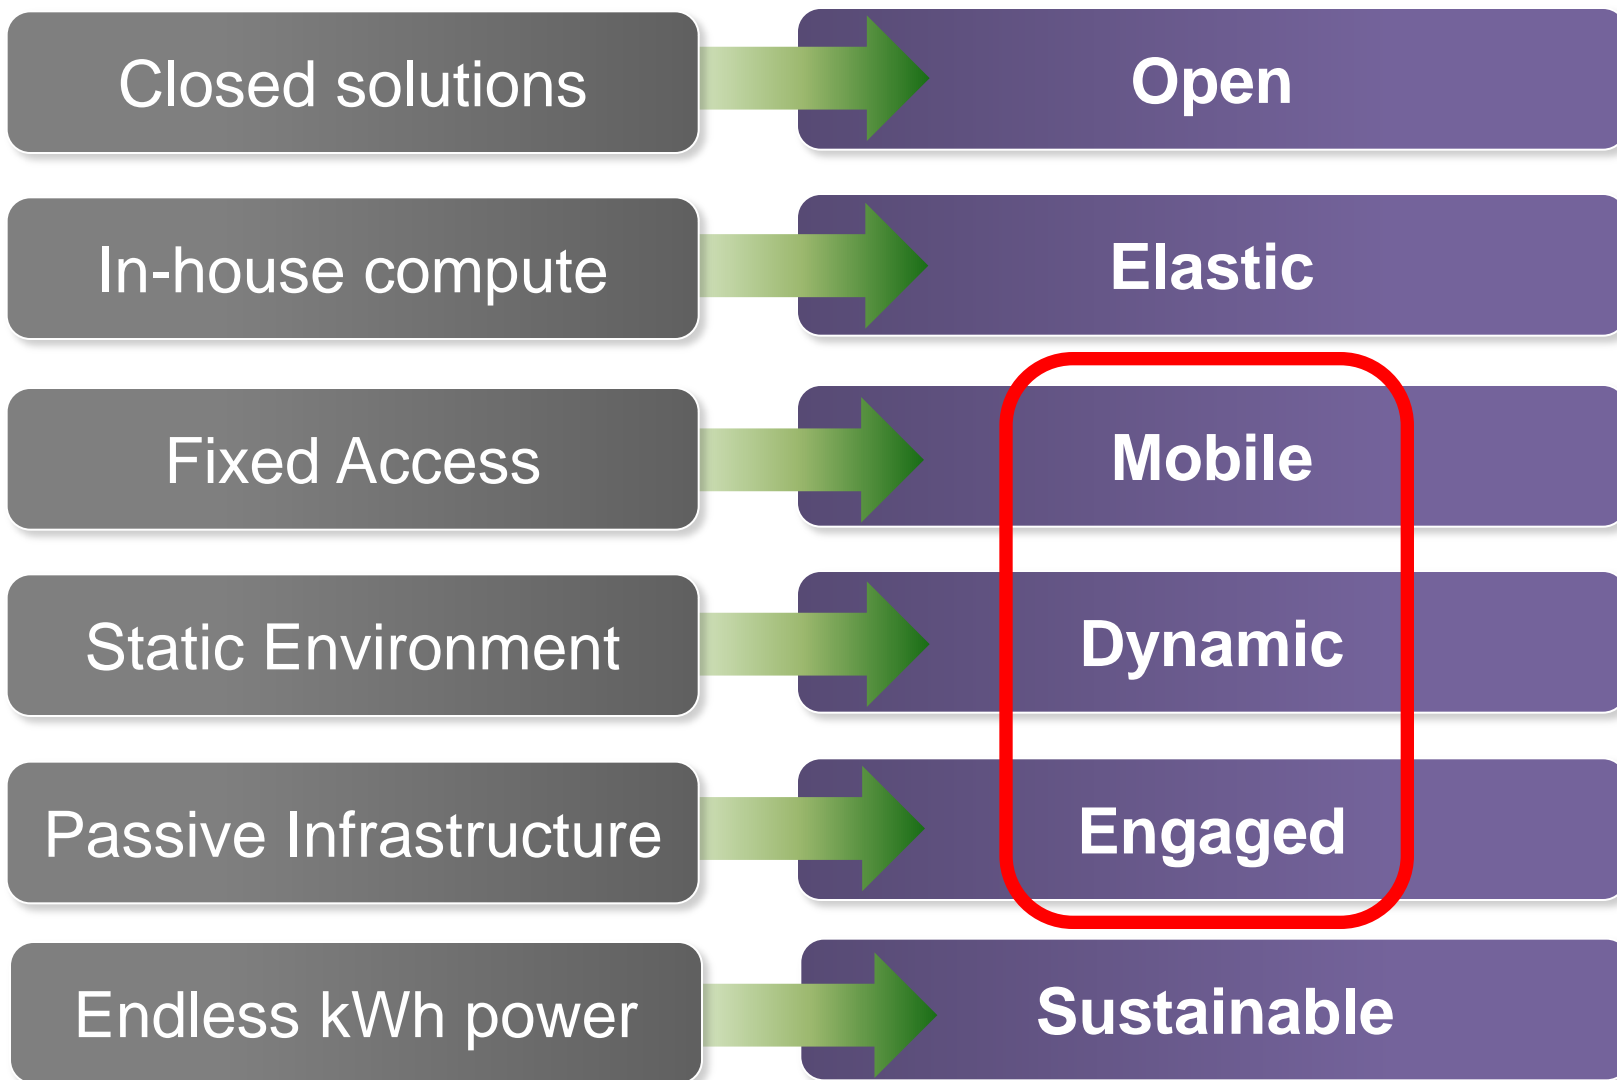 Closed solutions
Open
In-house compute
Elastic
Fixed Access
Mobile
Static Environment
Dynamic
Passive Infrastructure
Engaged
Endless kWh power
Sustainable